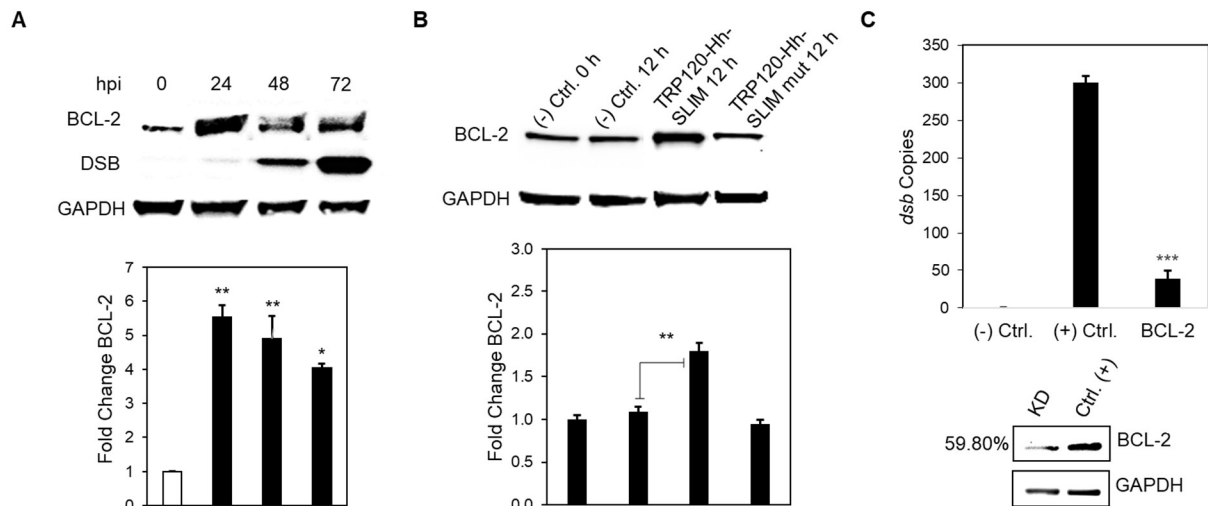 A
hpi 0 24 48 72
BCL-2
DSB
GAPDH
Fold Change BCL-2
7
6
5
4
3
2
1
0
**
**
*
B
(-) Ctrl. 0 h
(-) Ctrl. 12 h
TRP120-Hh-
SLIM 12 h
TRP120-Hh-
SLIM mut 12 h
BCL-2
GAPDH
Fold Change BCL-2
3.0
2.5
2.0
1.5
1.0
0.5
0.0
**
C
dsb Copies
350
300
250
200
150
100
50
0
***
(-) Ctrl. (+) Ctrl. BCL-2
KD Ctrl. (+)
59.80% BCL-2
GAPDH